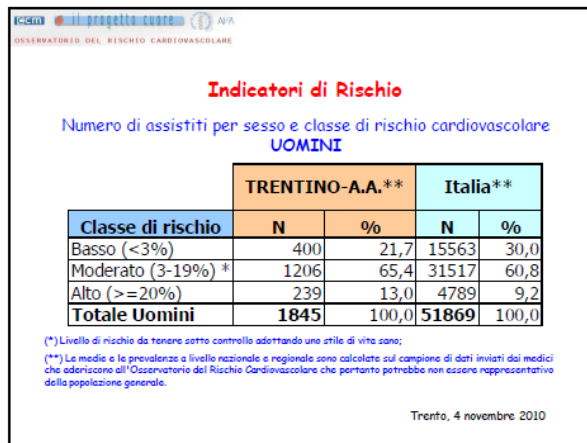 ccm il progetto cuore AIFA
OSSERVATORIO DEL RISCHIO CARDIOVASCOLARE
Indicatori di Rischio
Numero di assistiti per sesso e classe di rischio cardiovascolare
UOMINI
TRENTINO-A.A.** Italia**
Classe di rischio N % N %
Basso (<3%) 400 21,7 15563 30,0
Moderato (3-19%) * 1206 65,4 31517 60,8
Alto (>=20%) 239 13,0 4789 9,2
Totale Uomini 1845 100,0 51869 100,0
(*) Livello di rischio da tenere sotto controllo adottando uno stile di vita sano;
(**) Le medie e le prevalenze a livello nazionale e regionale sono calcolate sul campione di dati inviati dai medici
che aderiscono all'Osservatorio del Rischio Cardiovascolare che pertanto potrebbe non essere rappresentativo
della popolazione generale.
Trento, 4 novembre 2010